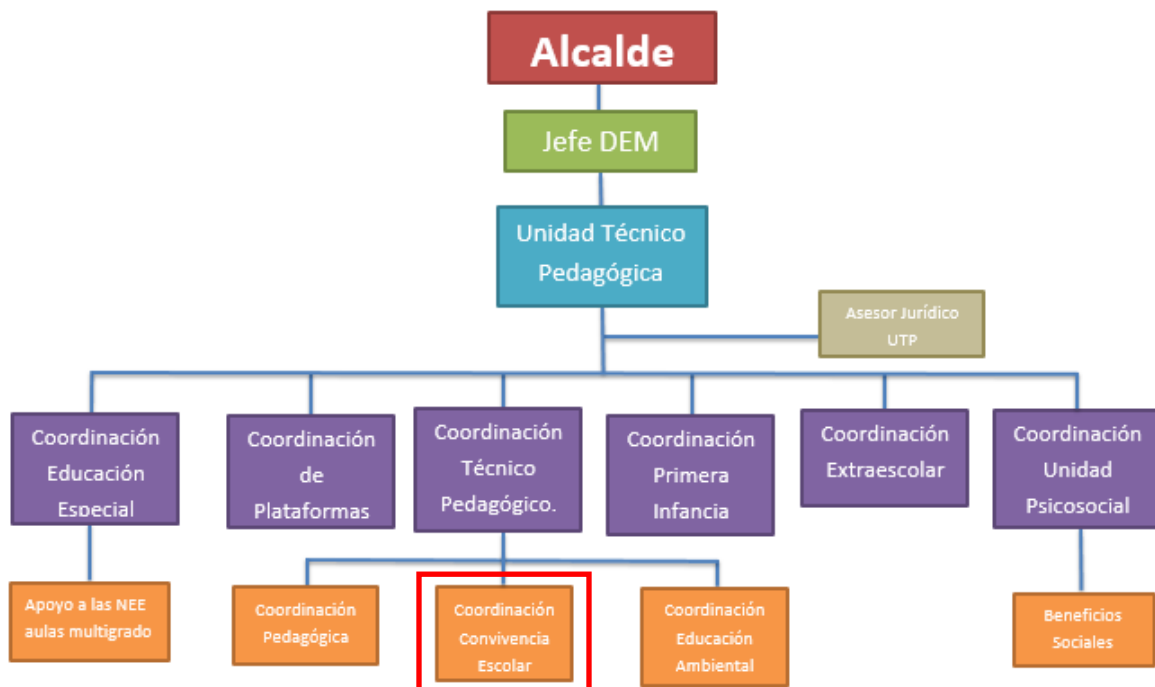 Alcalde
Jefe DEM
Unidad Técnico
Pedagógica
Asesor Jurídico
UTP
Coordinación
Educación
Especial
Coordinación
de
Plataformas
Coordinación
Técnico
Pedagógico.
Coordinación
Primera
Infancia
Coordinación
Extraescolar
Coordinación
Unidad
Psicosocial
Apoyo a las NEE
aulas multigrado
Coordinación
Pedagógica
Coordinación
Convivencia
Escolar
Coordinación
Educación
Ambiental
Beneficios
Sociales